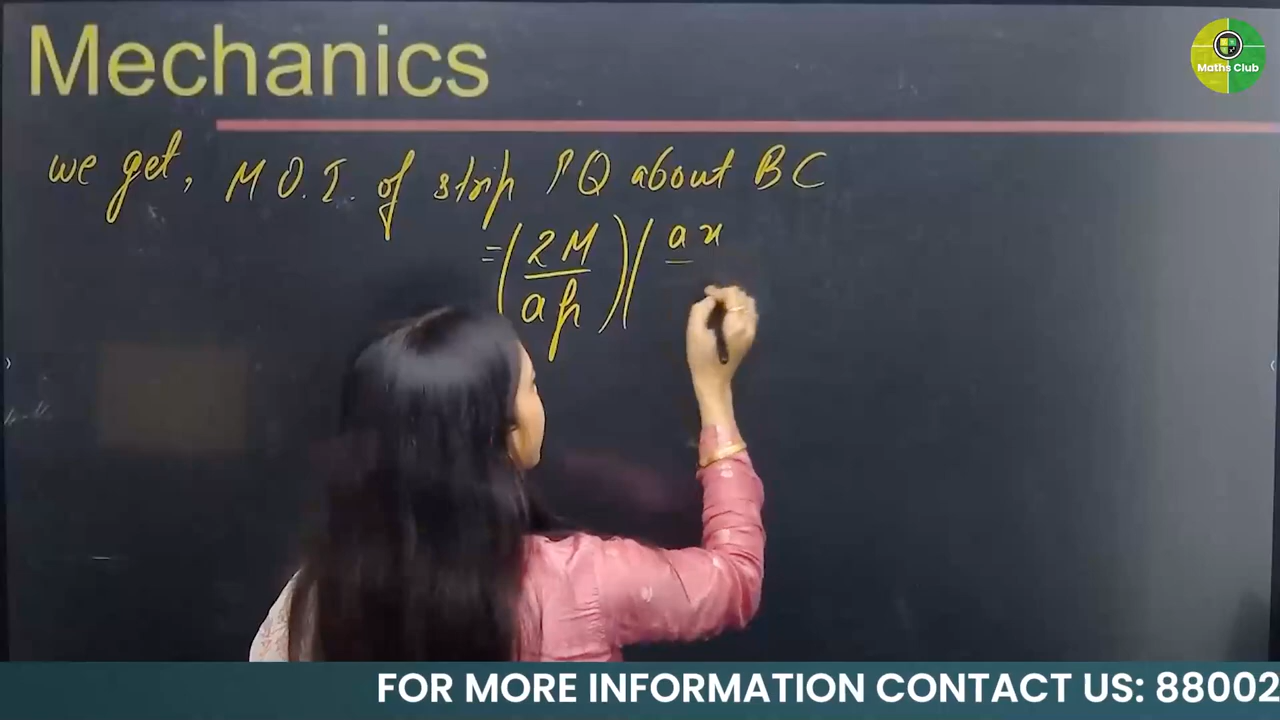 Mechanics
Maths Club
we get, M.O.I. of strip PQ about BC
= (2M/ap)(ax
FOR MORE INFORMATION CONTACT US: 88002